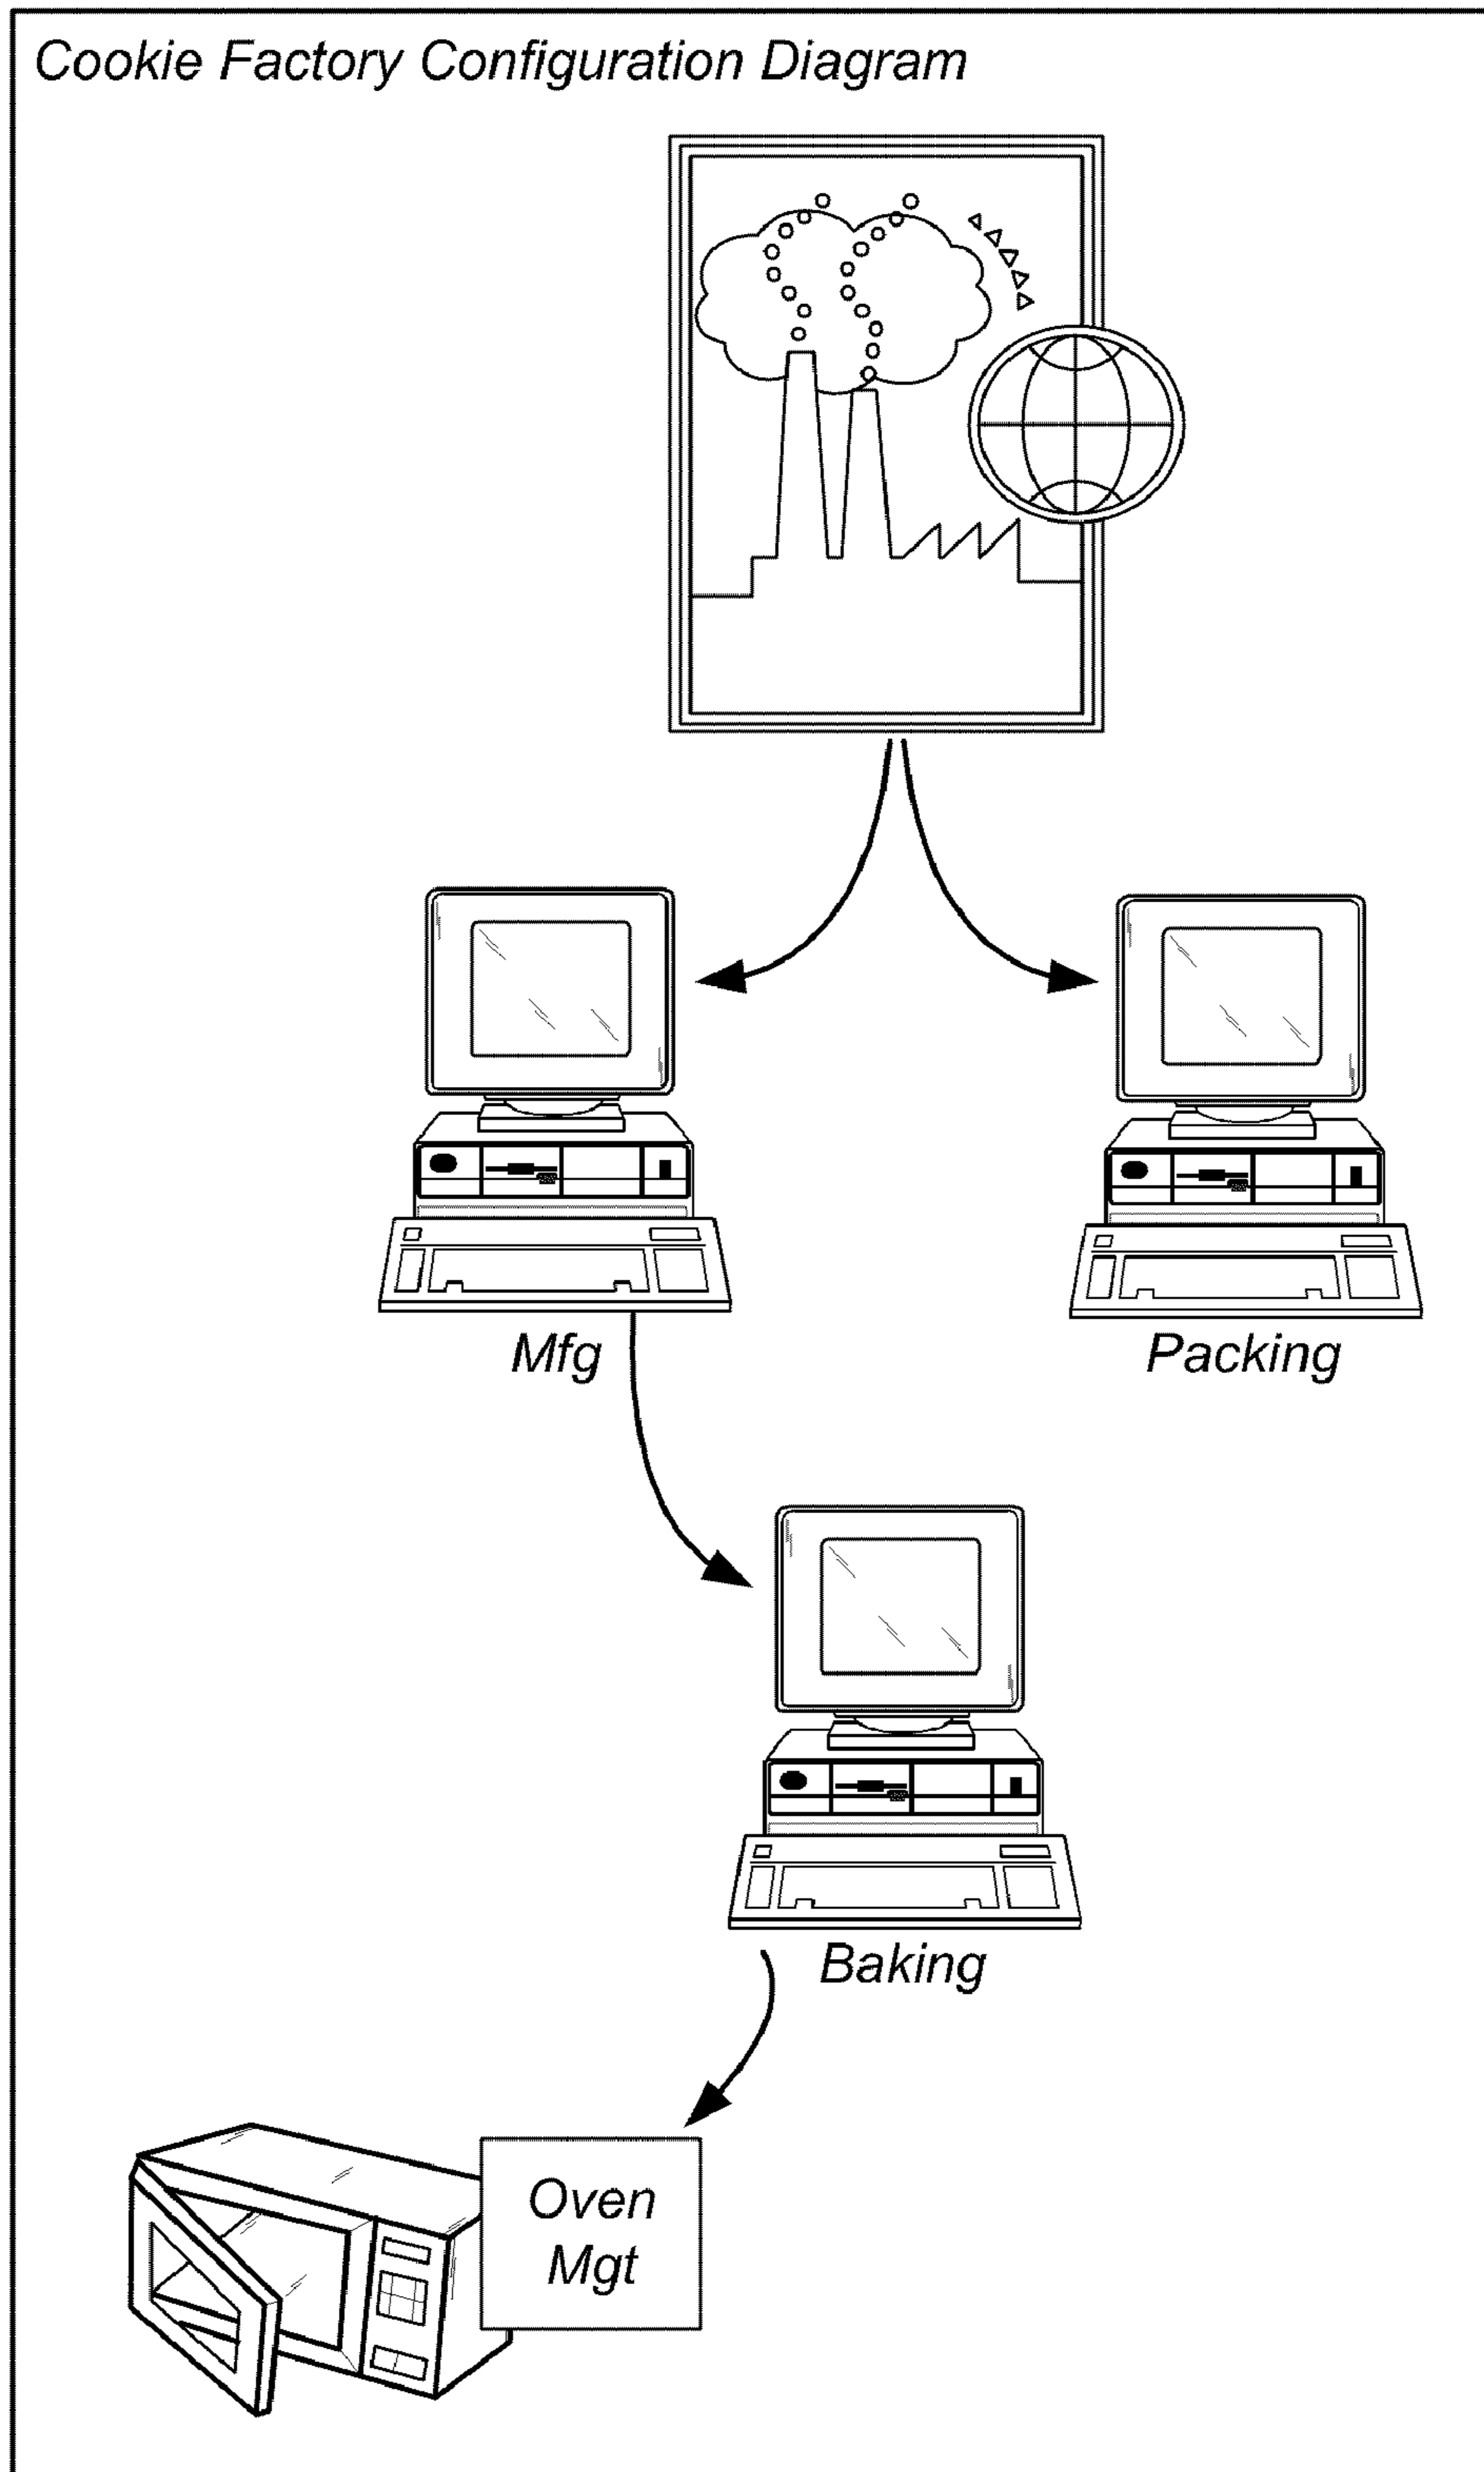 Cookie Factory Configuration Diagram
Mfg
Packing
Baking
Oven
Mgt